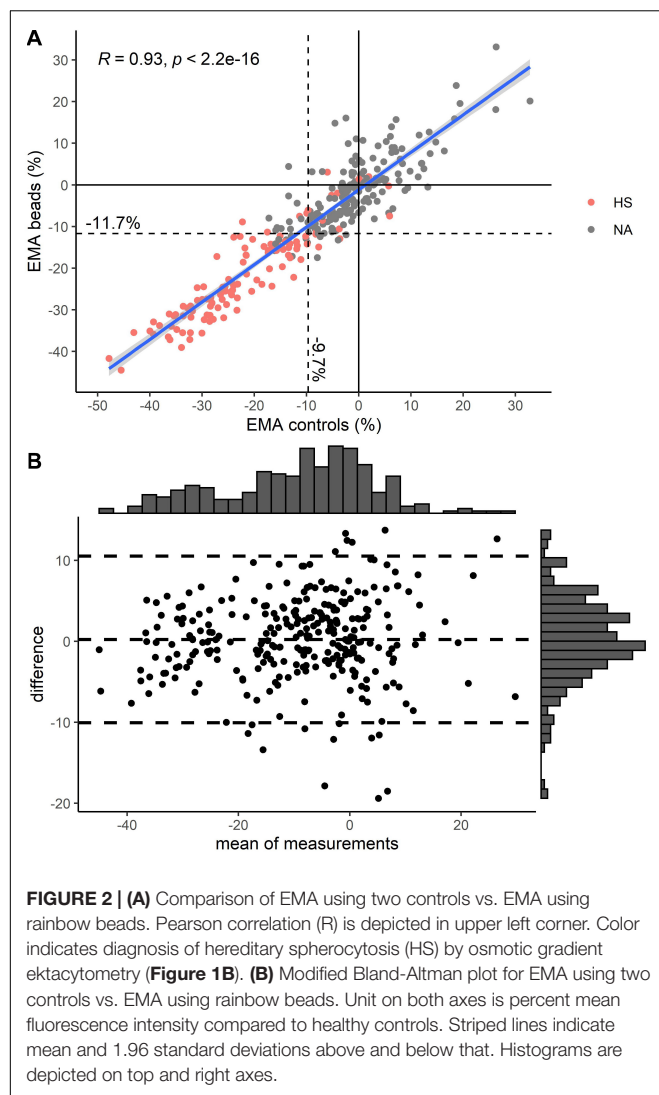 A
R = 0.93, p < 2.2e-16
30
20
10
0
-10
-20
-30
-40
EMA beads (%)
-11.7%
-9.7%
HS
NA
-50 -40 -30 -20 -10 0 10 20 30
EMA controls (%)
B
10
0
-10
-20
difference
-40 -20 0 20
mean of measurements
FIGURE 2 | (A) Comparison of EMA using two controls vs. EMA using
rainbow beads. Pearson correlation (R) is depicted in upper left corner. Color
indicates diagnosis of hereditary spherocytosis (HS) by osmotic gradient
ektacytometry (Figure 1B). (B) Modified Bland-Altman plot for EMA using two
controls vs. EMA using rainbow beads. Unit on both axes is percent mean
fluorescence intensity compared to healthy controls. Striped lines indicate
mean and 1.96 standard deviations above and below that. Histograms are
depicted on top and right axes.